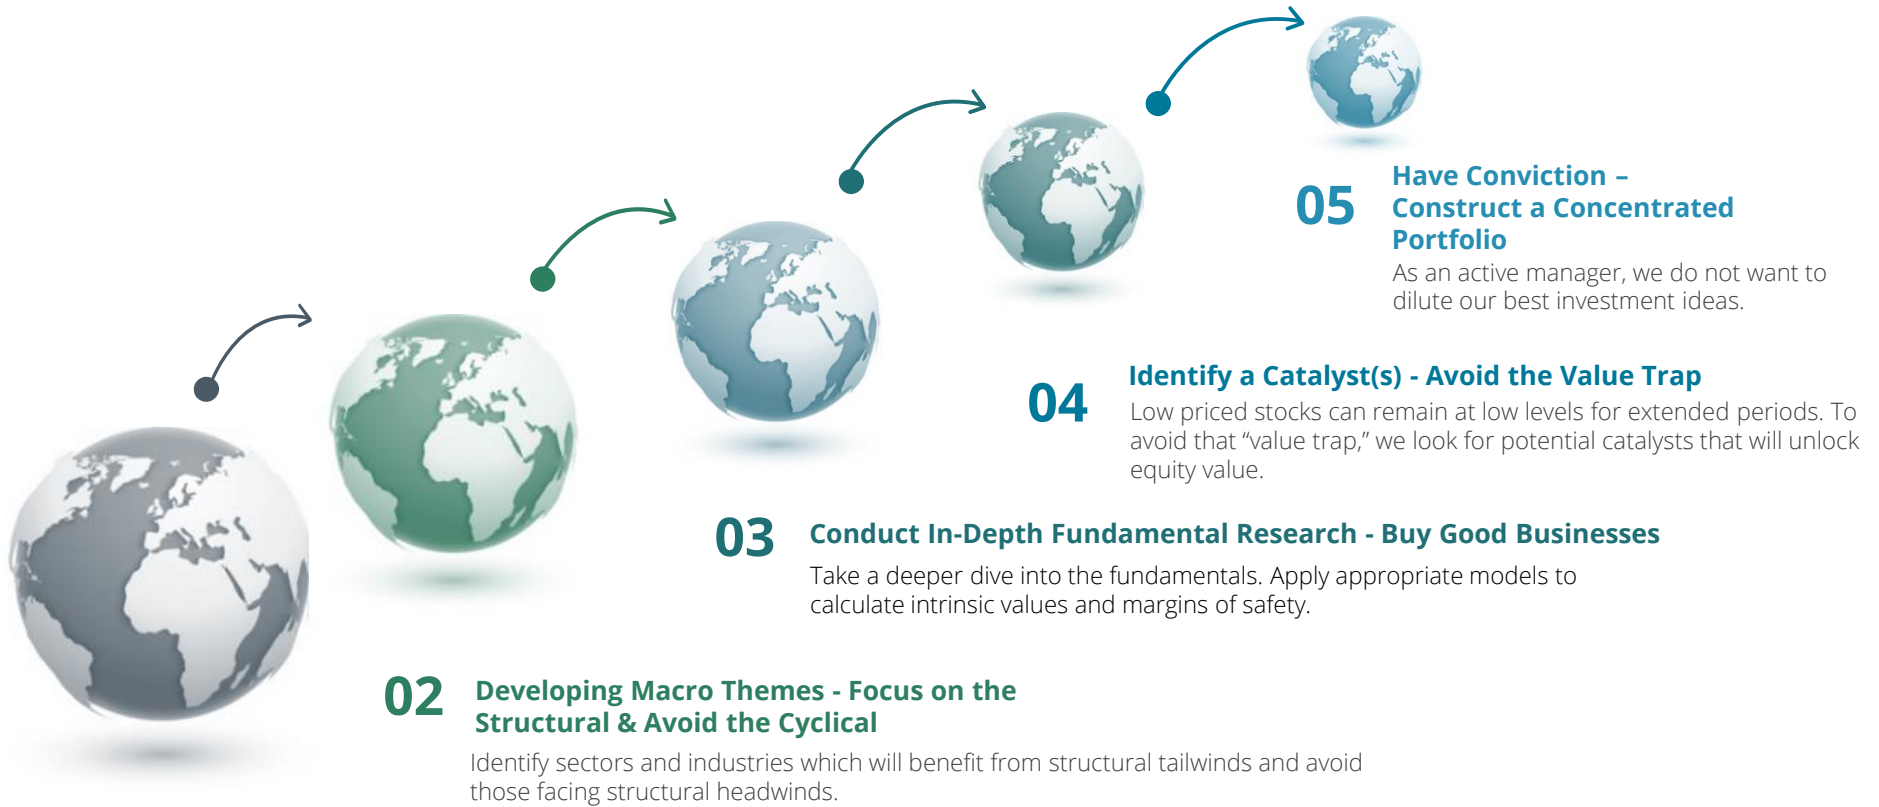 05
Have Conviction –
Construct a Concentrated
Portfolio
As an active manager, we do not want to
dilute our best investment ideas.
04
Identify a Catalyst(s) - Avoid the Value Trap
Low priced stocks can remain at low levels for extended periods. To
avoid that “value trap,” we look for potential catalysts that will unlock
equity value.
03
Conduct In-Depth Fundamental Research - Buy Good Businesses
Take a deeper dive into the fundamentals. Apply appropriate models to
calculate intrinsic values and margins of safety.
02
Developing Macro Themes - Focus on the
Structural & Avoid the Cyclical
Identify sectors and industries which will benefit from structural tailwinds and avoid
those facing structural headwinds.